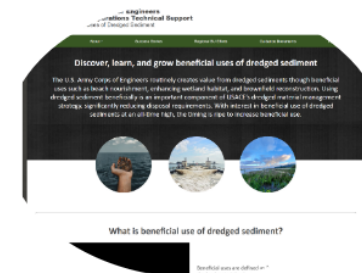 Engineers
Operations Technical Support
of Dredged Sediment
Success Stories
Discover, learn, and grow beneficial uses of dredged sediment
The U.S. Army Corps of Engineers routinely creates value from dredged sediments though beneficial
uses such as beach nourishment, enhancing wetland habitat, and brownfield reconstruction. Using
dredged sediment beneficially is an important component of USACE's dredged material management
strategy, significantly reducing disposal requirements. With interest in beneficial use of dredged
sediments at an all-time high, the timing is ripe to increase beneficial use.
What is beneficial use of dredged sediment?
Beneficial uses are defined in